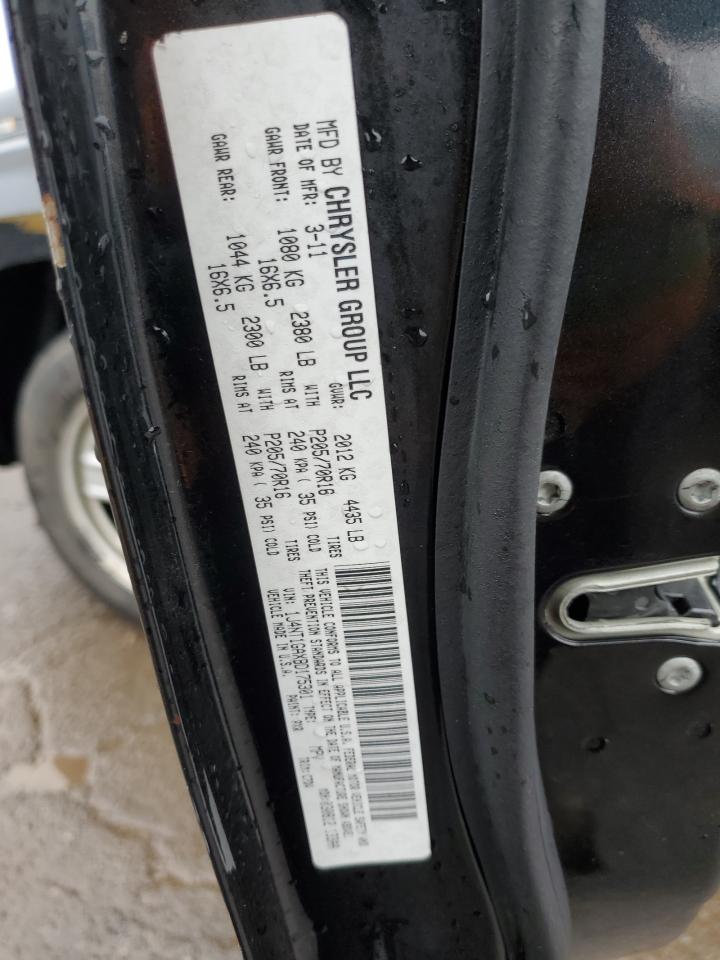 MFD BY CHRYSLER GROUP LLC
DATE OF MFR: 3-11 GVWR: 2012 KG 4435 LB
GAWR FRONT: 1080 KG 2380 LB WITH P205/70R16 TIRES
16X6.5 RIMS AT 240 KPA ( 35 PSI) COLD
GAWR REAR: 1044 KG 2300 LB WITH P205/70R16 TIRES
16X6.5 RIMS AT 240 KPA ( 35 PSI) COLD
THIS VEHICLE CONFORMS TO ALL APPLICABLE U.S.A. FEDERAL MOTOR VEHICLE SAFETY AND
THEFT PREVENTION STANDARDS IN EFFECT ON THE DATE OF MANUFACTURE SHOWN ABOVE.
VIN: 1J4NT1GAXBD175301 TYPE: MPV
VEHICLE MADE IN U.S.A. PAINT: PXR